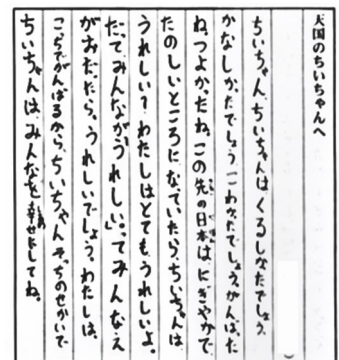 天国のちいちゃんへ
ちいちゃん、ちいちゃんは、くるしかったでしょう。
かなしかったでしょう。こわかったでしょう。がんばった
ね。つよかったね。この先の日本は、にぎやかで、
たのしいところに、なっていたら、ちいちゃんは
うれしい？わたしはとても、うれしいよ。
だって、みんなが「うれしい。」ってみんなえ
がおだったら、うれしいでしょう。わたしは、
こっちでがんばるから、ちいちゃん、そっちのせかいで
ちいちゃんは、みんなを幸せにしてね。